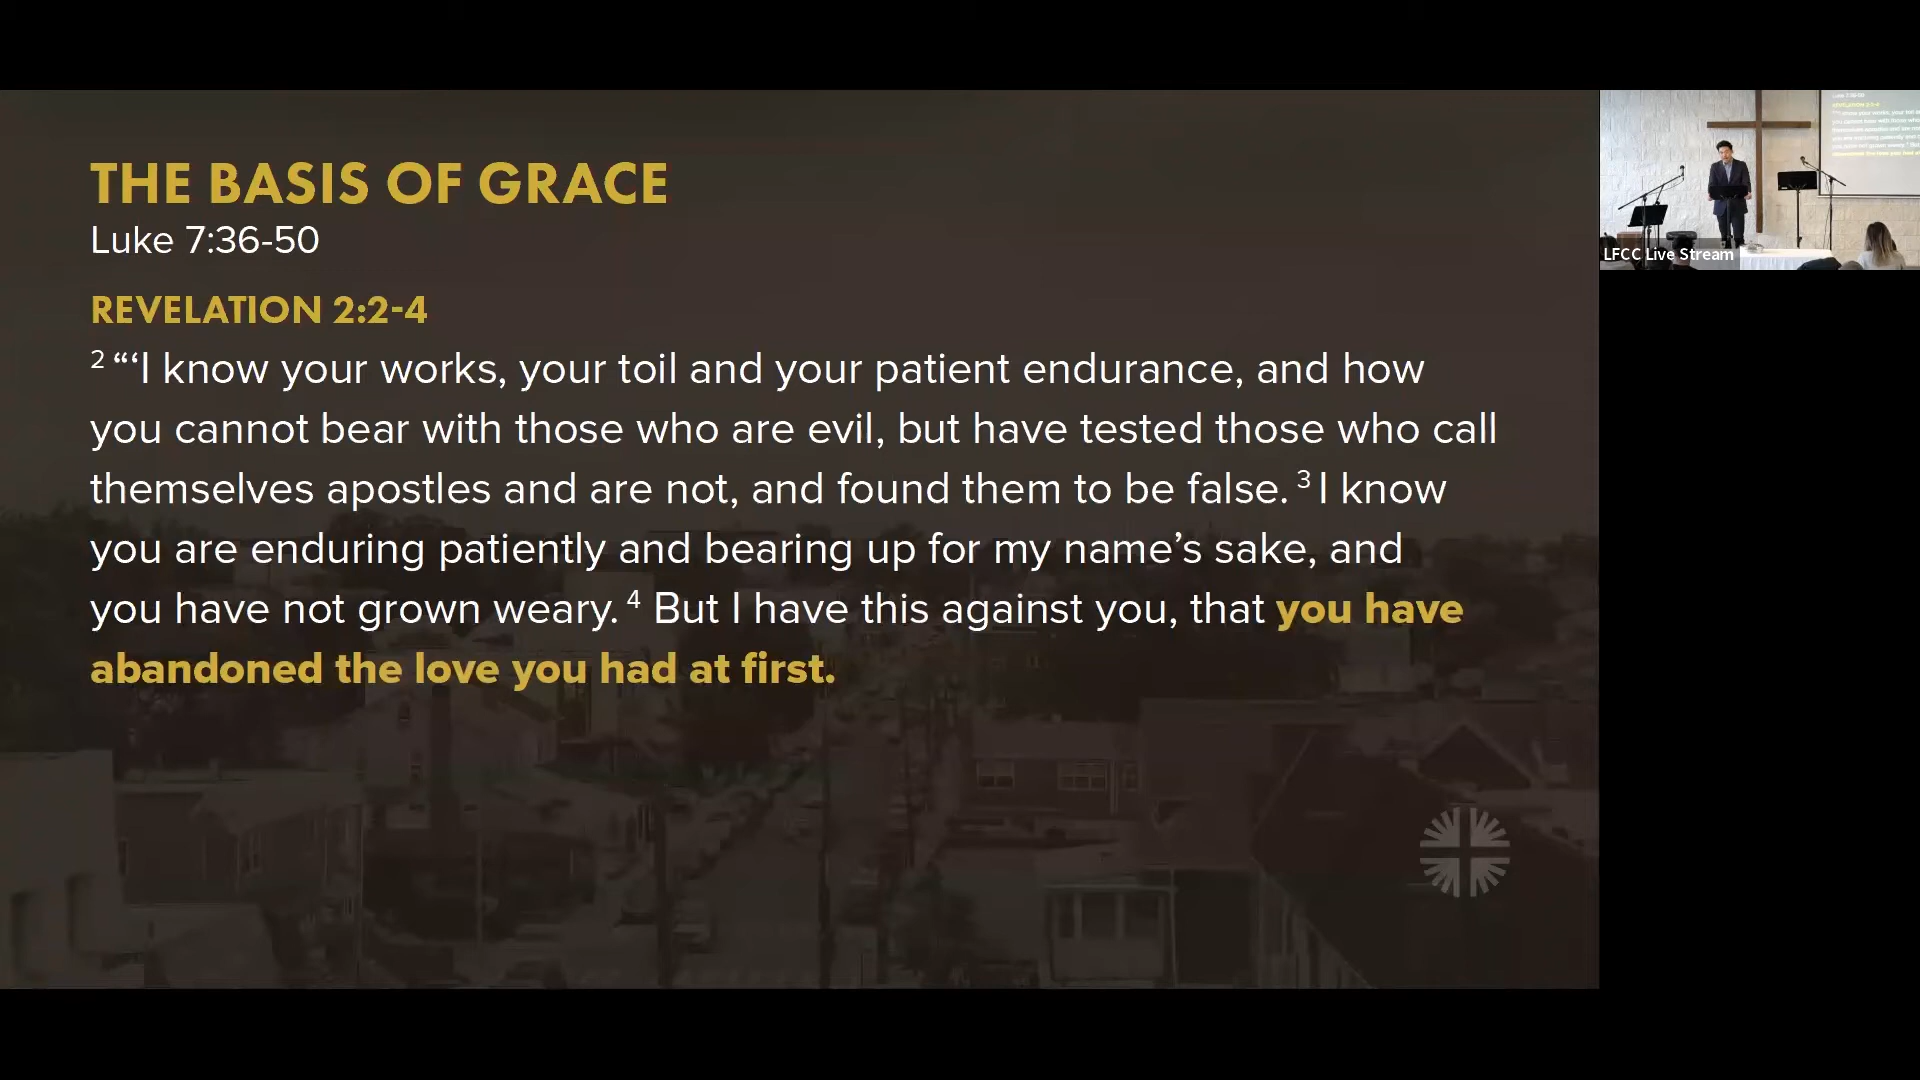 THE BASIS OF GRACE
Luke 7:36-50
REVELATION 2:2-4
2 “‘I know your works, your toil and your patient endurance, and how
you cannot bear with those who are evil, but have tested those who call
themselves apostles and are not, and found them to be false. 3 I know
you are enduring patiently and bearing up for my name’s sake, and
you have not grown weary. 4 But I have this against you, that you have
abandoned the love you had at first.
LFCC Live Stream